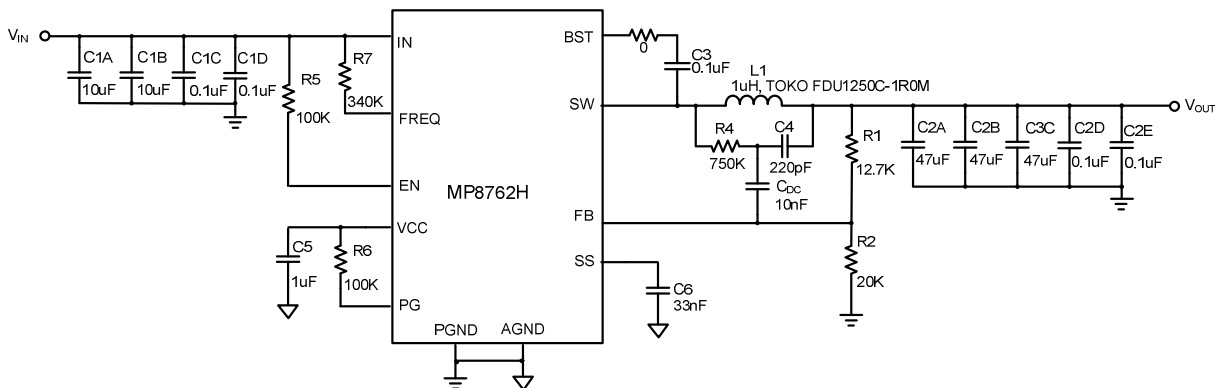 VIN
C1A
10uF
C1B
10uF
C1C
0.1uF
C1D
0.1uF
R5
100K
R7
340K
IN
FREQ
EN
VCC
C5
1uF
R6
100K
PG
MP8762H
PGND
AGND
BST
SW
FB
SS
0
C3
0.1uF
L1
1uH, TOKO FDU1250C-1R0M
R4
750K
C4
220pF
CDC
10nF
R1
12.7K
R2
20K
C6
33nF
C2A
47uF
C2B
47uF
C3C
47uF
C2D
0.1uF
C2E
0.1uF
VOUT